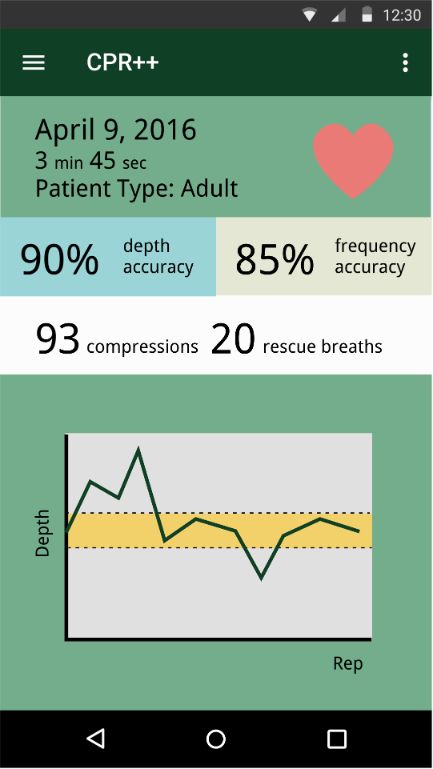 12:30
CPR++
April 9, 2016
3 min 45 sec
Patient Type: Adult
90% depth accuracy
85% frequency accuracy
93 compressions 20 rescue breaths
Depth
Rep